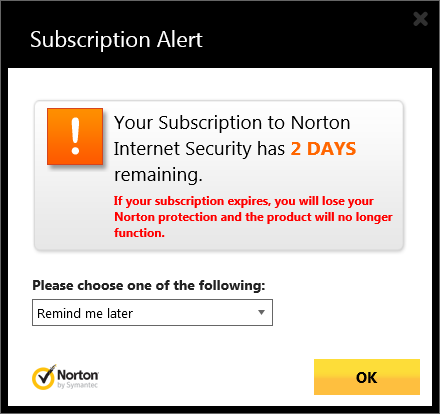 Subscription Alert
!
Your Subscription to Norton
Internet Security has 2 DAYS
remaining.
If your subscription expires, you will lose your
Norton protection and the product will no longer
function.
Please choose one of the following:
Remind me later
Norton
by Symantec
OK